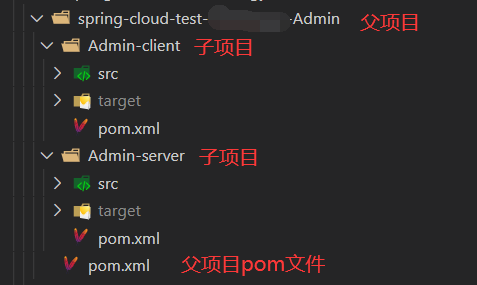 spring-cloud-test- -Admin 父项目
Admin-client 子项目
src
target
pom.xml
Admin-server 子项目
src
target
pom.xml
pom.xml 父项目pom文件